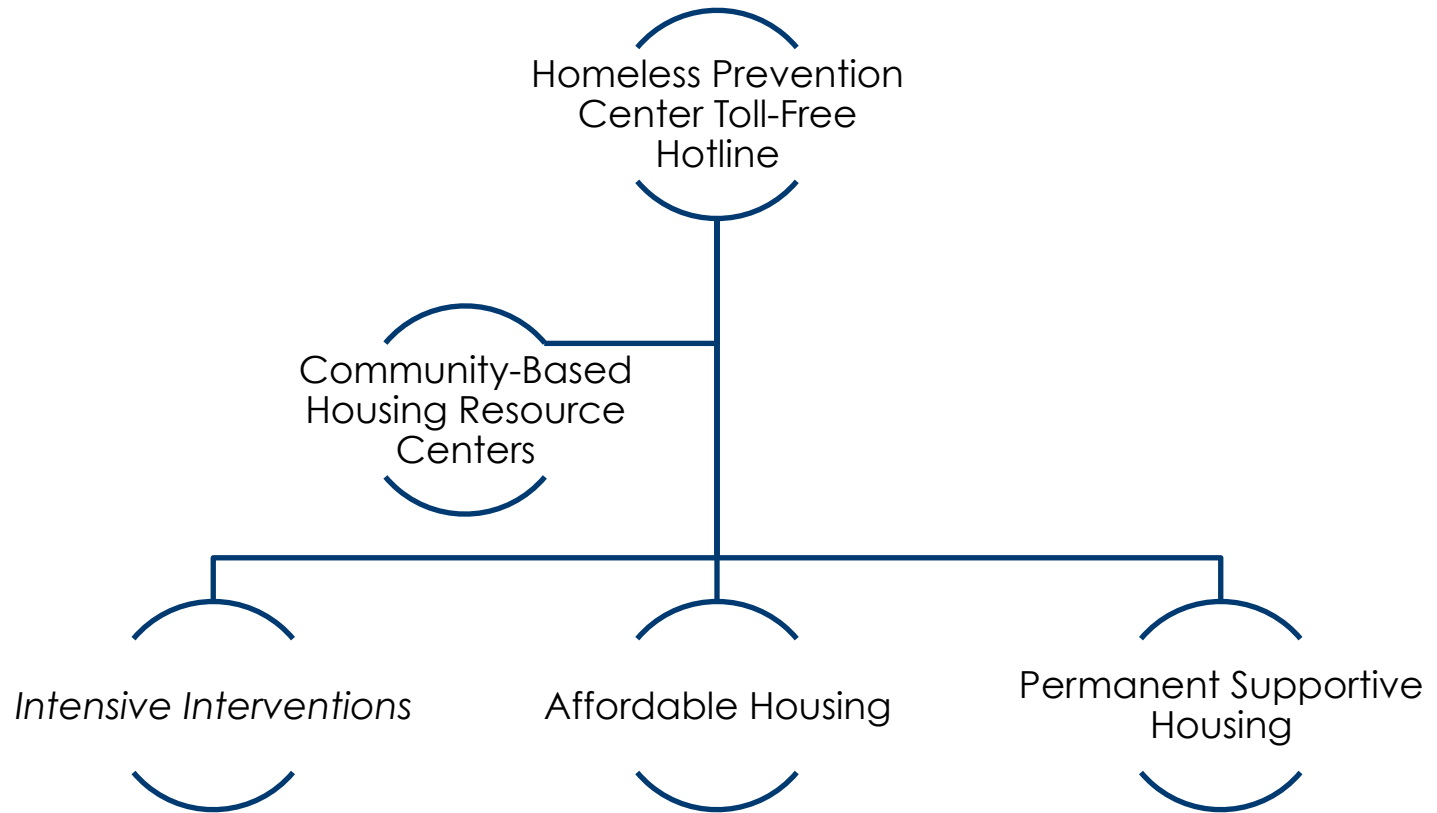 Homeless Prevention
Center Toll-Free
Hotline
Community-Based
Housing Resource
Centers
Intensive Interventions
Affordable Housing
Permanent Supportive
Housing